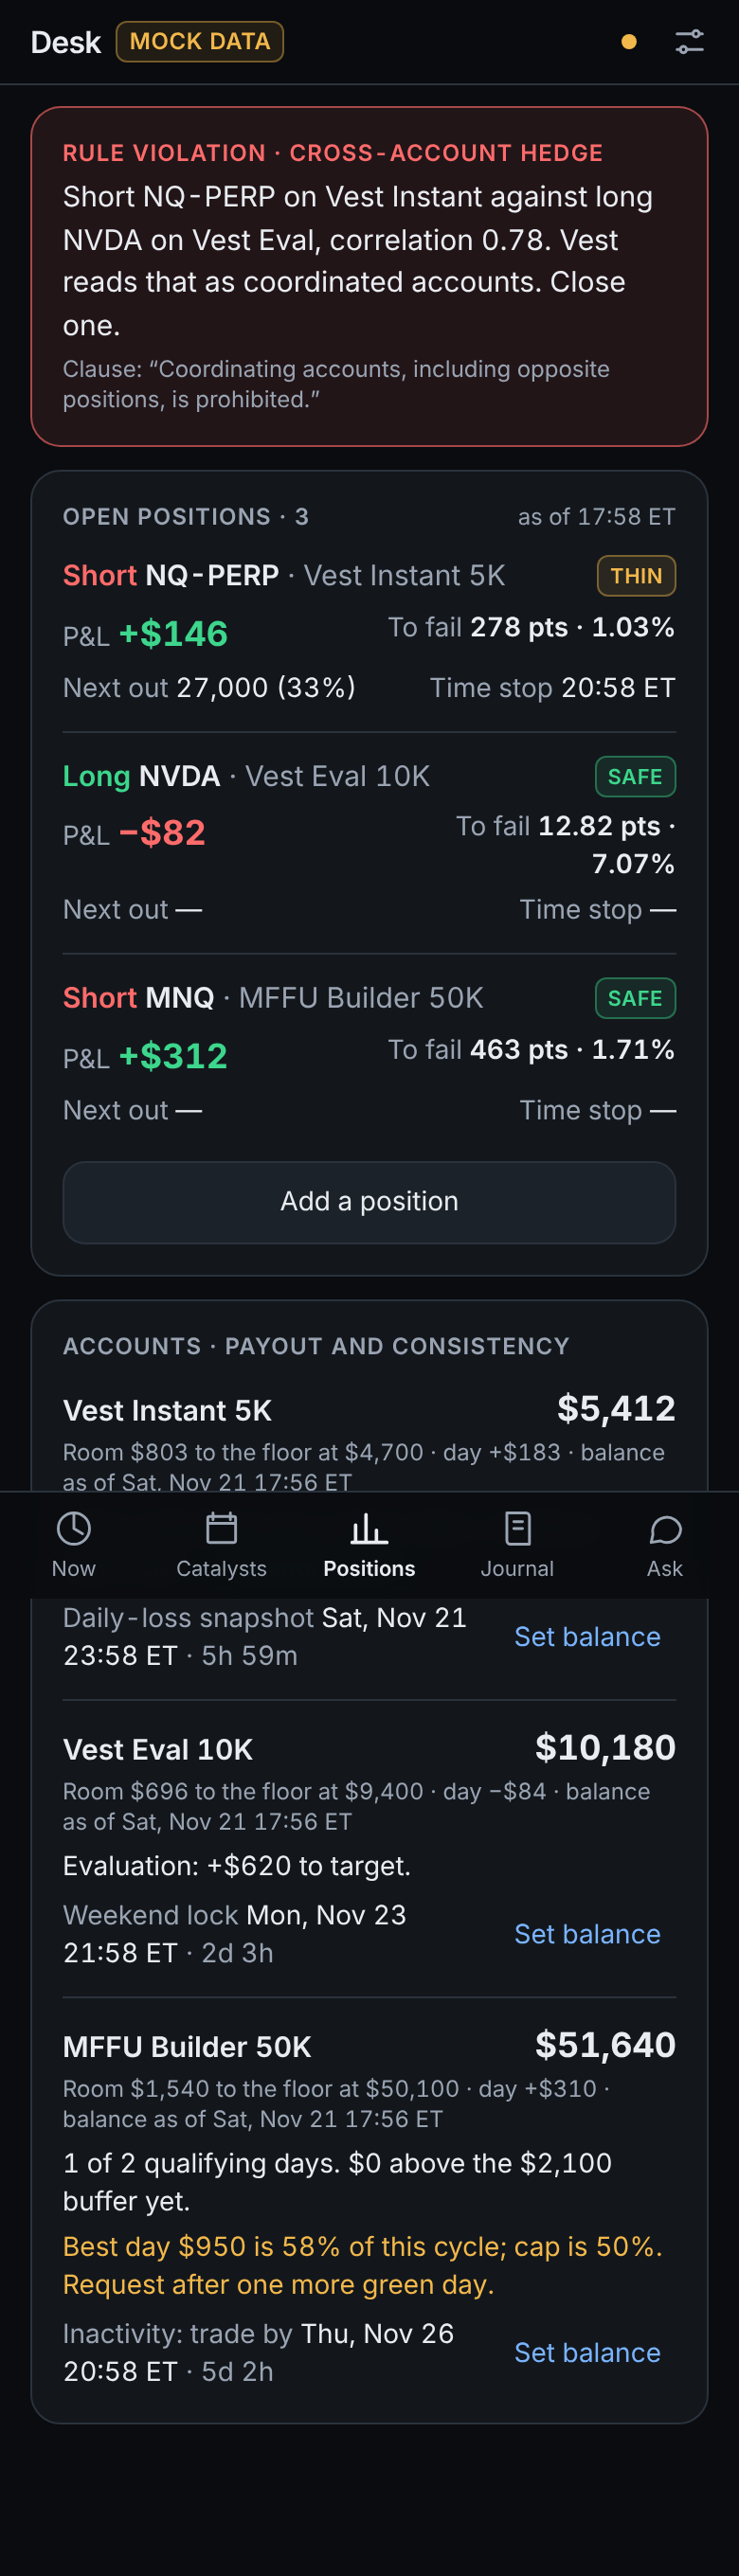 Desk MOCK DATA
RULE VIOLATION · CROSS-ACCOUNT HEDGE
Short NQ-PERP on Vest Instant against long
NVDA on Vest Eval, correlation 0.78. Vest
reads that as coordinated accounts. Close
one.
Clause: “Coordinating accounts, including opposite
positions, is prohibited.”
OPEN POSITIONS · 3 as of 17:58 ET
Short NQ-PERP · Vest Instant 5K THIN
P&L +$146 To fail 278 pts · 1.03%
Next out 27,000 (33%) Time stop 20:58 ET
Long NVDA · Vest Eval 10K SAFE
P&L −$82 To fail 12.82 pts ·
7.07%
Next out — Time stop —
Short MNQ · MFFU Builder 50K SAFE
P&L +$312 To fail 463 pts · 1.71%
Next out — Time stop —
Add a position
ACCOUNTS · PAYOUT AND CONSISTENCY
Vest Instant 5K $5,412
Room $803 to the floor at $4,700 · day +$183 · balance
as of Sat, Nov 21 17:56 ET
Now Catalysts Positions Journal Ask
Daily-loss snapshot Sat, Nov 21
23:58 ET · 5h 59m Set balance
Vest Eval 10K $10,180
Room $696 to the floor at $9,400 · day −$84 · balance
as of Sat, Nov 21 17:56 ET
Evaluation: +$620 to target.
Weekend lock Mon, Nov 23
21:58 ET · 2d 3h Set balance
MFFU Builder 50K $51,640
Room $1,540 to the floor at $50,100 · day +$310 ·
balance as of Sat, Nov 21 17:56 ET
1 of 2 qualifying days. $0 above the $2,100
buffer yet.
Best day $950 is 58% of this cycle; cap is 50%.
Request after one more green day.
Inactivity: trade by Thu, Nov 26
20:58 ET · 5d 2h Set balance